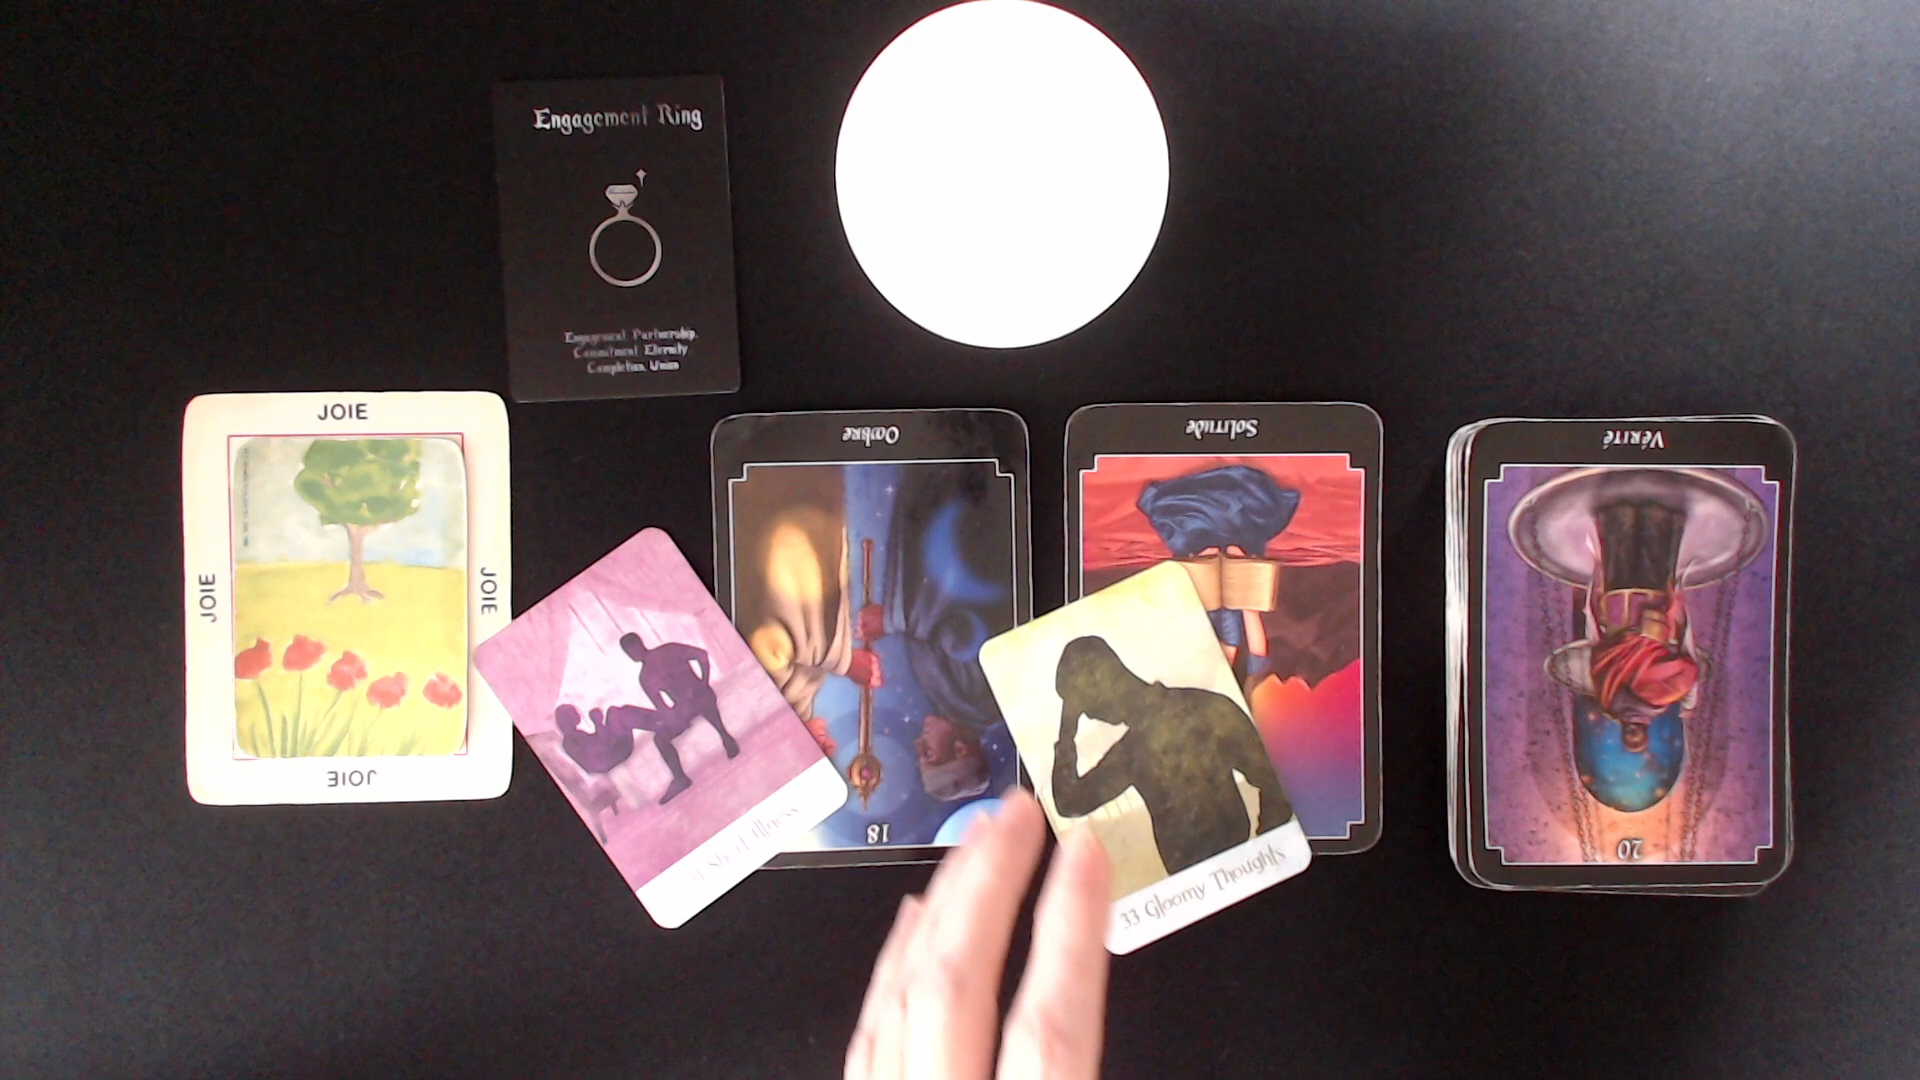 Engagement Ring
Engagement Partnership,
Commitment Eternity
Completion, Union
JOIE
JOIE
JOIE
JOIE
Ombre
18
Solitude
Vérité
20
Illness
33 Gloomy Thoughts